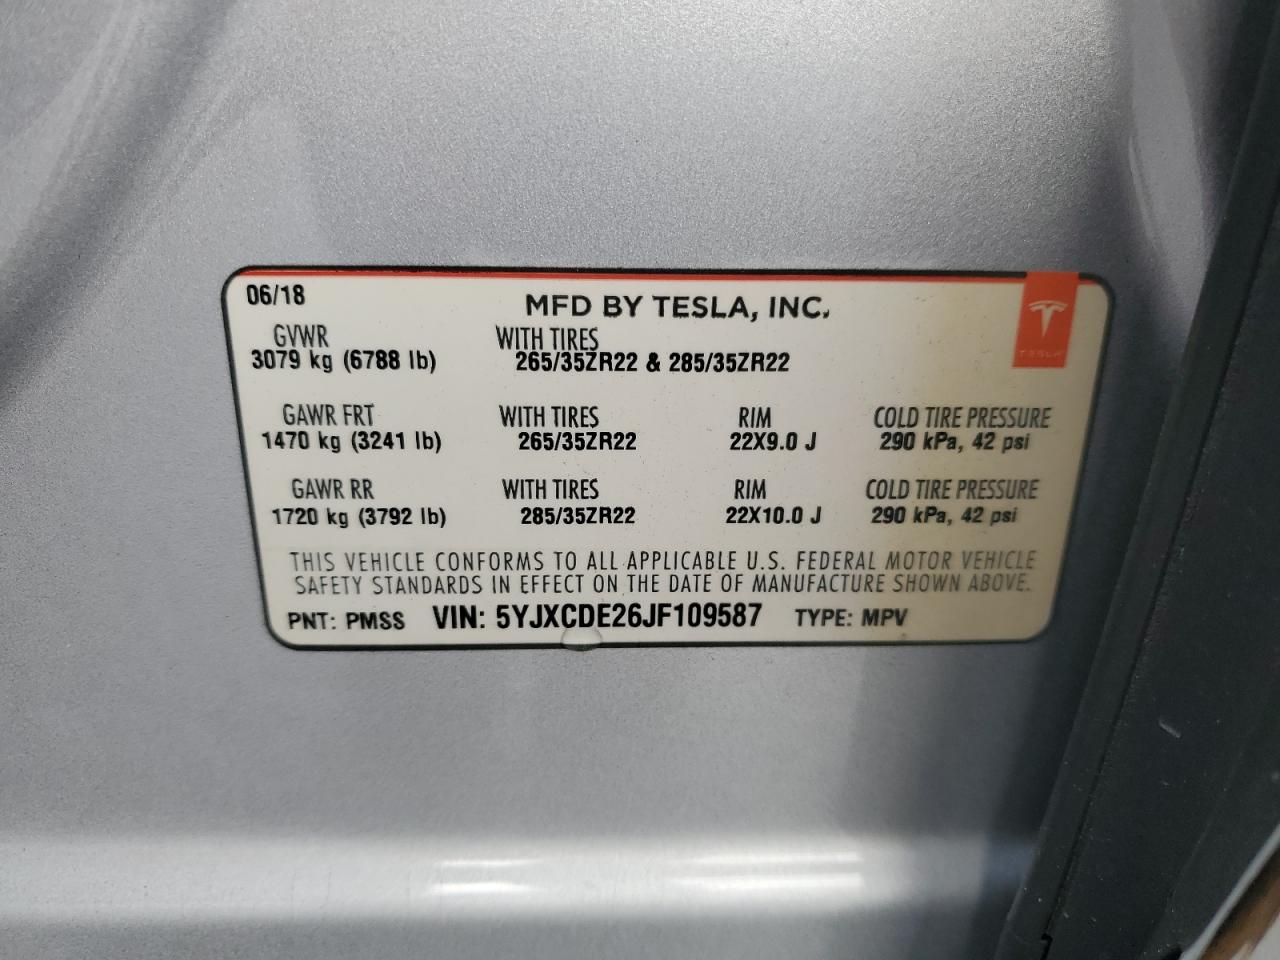 06/18
MFD BY TESLA, INC.
TESLA
GVWR WITH TIRES
3079 kg (6788 lb) 265/35ZR22 & 285/35ZR22
GAWR FRT WITH TIRES RIM COLD TIRE PRESSURE
1470 kg (3241 lb) 265/35ZR22 22X9.0 J 290 kPa, 42 psi
GAWR RR WITH TIRES RIM COLD TIRE PRESSURE
1720 kg (3792 lb) 285/35ZR22 22X10.0 J 290 kPa, 42 psi
THIS VEHICLE CONFORMS TO ALL APPLICABLE U.S. FEDERAL MOTOR VEHICLE
SAFETY STANDARDS IN EFFECT ON THE DATE OF MANUFACTURE SHOWN ABOVE.
PNT: PMSS VIN: 5YJXCDE26JF109587 TYPE: MPV